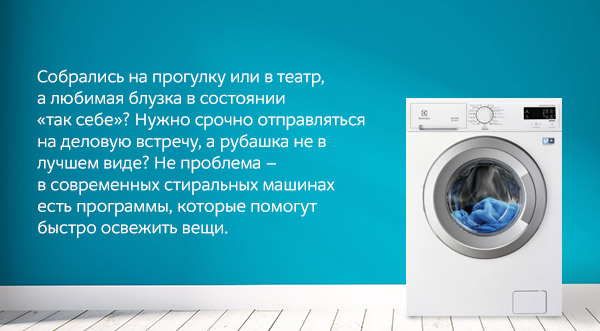 Собрались на прогулку или в театр,
а любимая блузка в состоянии
«так себе»? Нужно срочно отправляться
на деловую встречу, а рубашка не в
лучшем виде? Не проблема –
в современных стиральных машинах
есть программы, которые помогут
быстро освежить вещи.